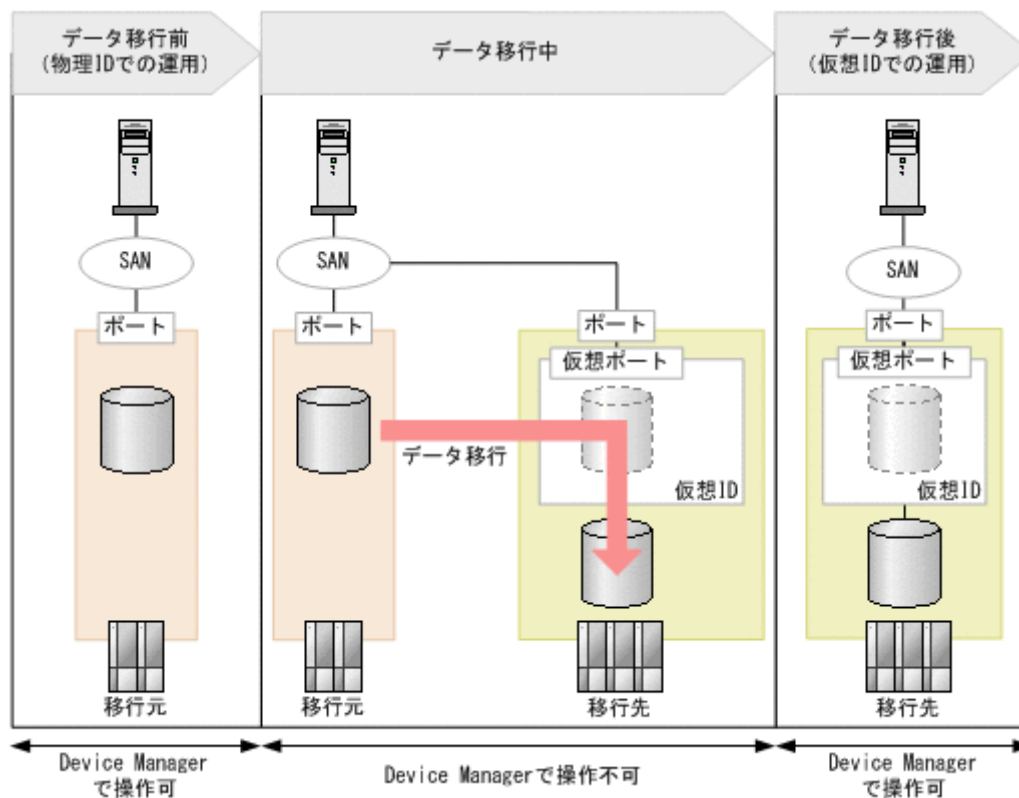 データ移行前
(物理IDでの運用)
データ移行中
データ移行後
(仮想IDでの運用)
SAN
SAN
SAN
ポート
ポート
ポート
ポート
仮想ポート
仮想ポート
データ移行
仮想ID
仮想ID
移行元
移行元
移行先
移行先
Device Manager
で操作可
Device Managerで操作不可
Device Manager
で操作可